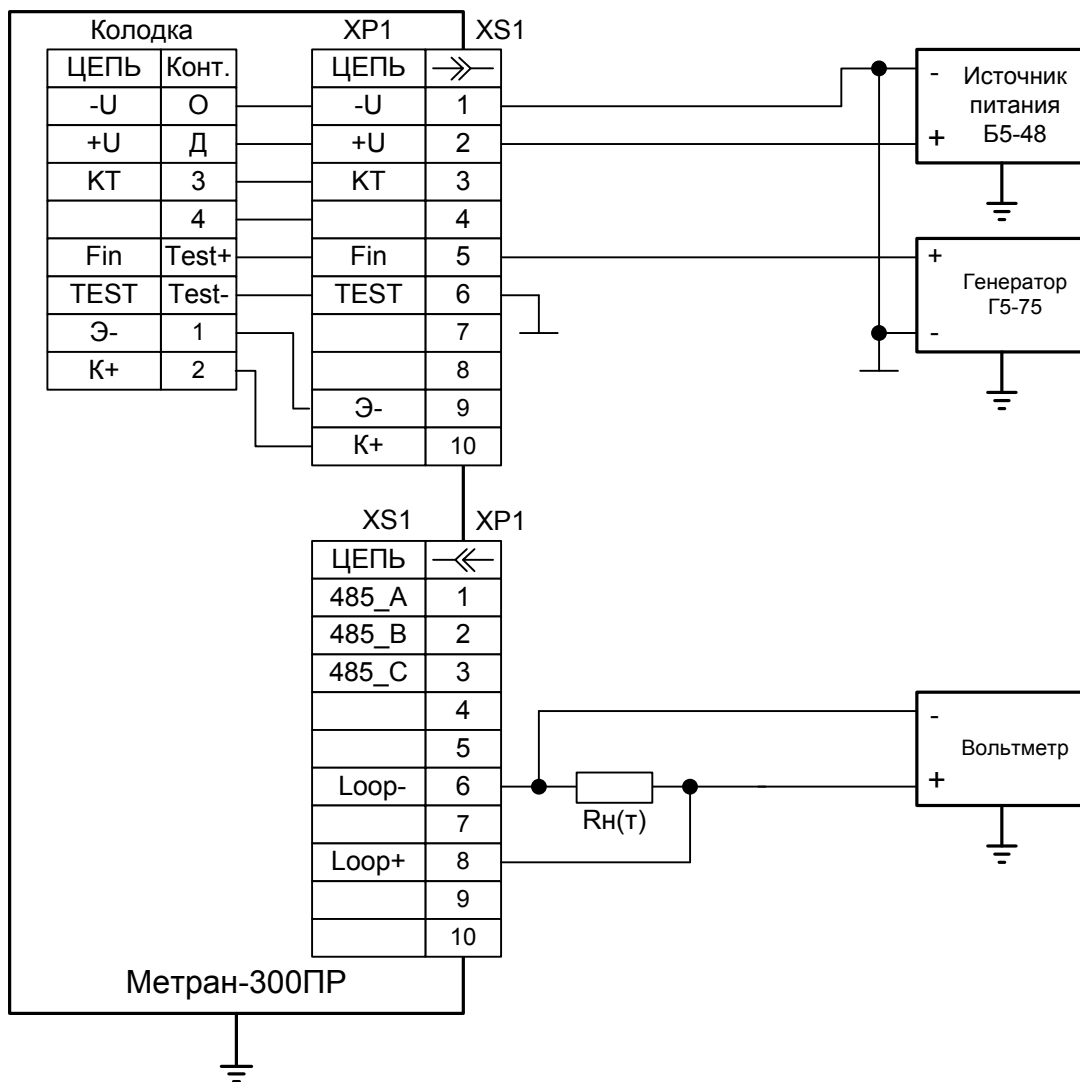 Колодка XP1 XS1
ЦЕПЬ Конт. ЦЕПЬ
-U О -U 1
+U Д +U 2
КТ 3 КТ 3
4 4
Fin Test+ Fin 5
TEST Test- TEST 6
Э- 1 7
К+ 2 8
Э- 9
К+ 10
- Источник
питания
+ Б5-48
+
Генератор
Г5-75
-
XS1 XP1
ЦЕПЬ
485_A 1
485_B 2
485_C 3
4
5
Loop- 6
7
Loop+ 8
9
10
Rн(т)
-
Вольтметр
+
Метран-300ПР